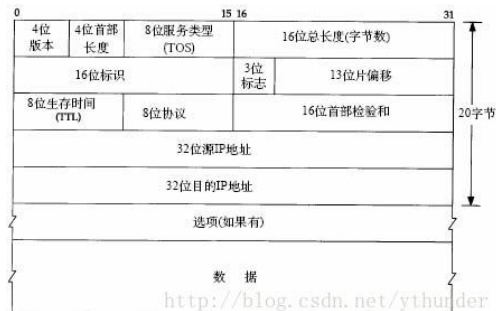 0 15 16 31
4位版本 4位首部长度 8位服务类型(TOS) 16位总长度(字节数)
16位标识 3位标志 13位片偏移
8位生存时间(TTL) 8位协议 16位首部检验和 20字节
32位源IP地址
32位目的IP地址
选项(如果有)
数据
http://blog.csdn.net/ythunder